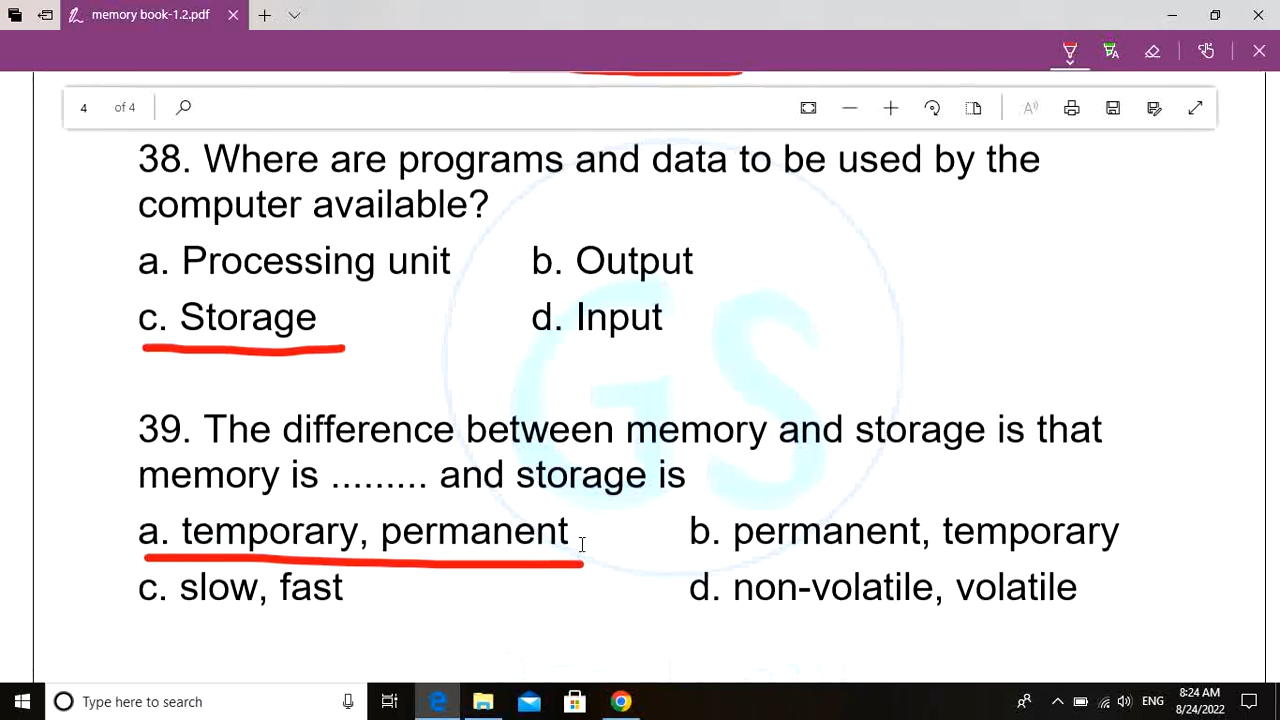 memory book-1.2.pdf
4 of 4
38. Where are programs and data to be used by the
computer available?
a. Processing unit b. Output
c. Storage d. Input
GS
39. The difference between memory and storage is that
memory is ......... and storage is
a. temporary, permanent b. permanent, temporary
c. slow, fast d. non-volatile, volatile
Type here to search
ENG
8:24 AM
8/24/2022